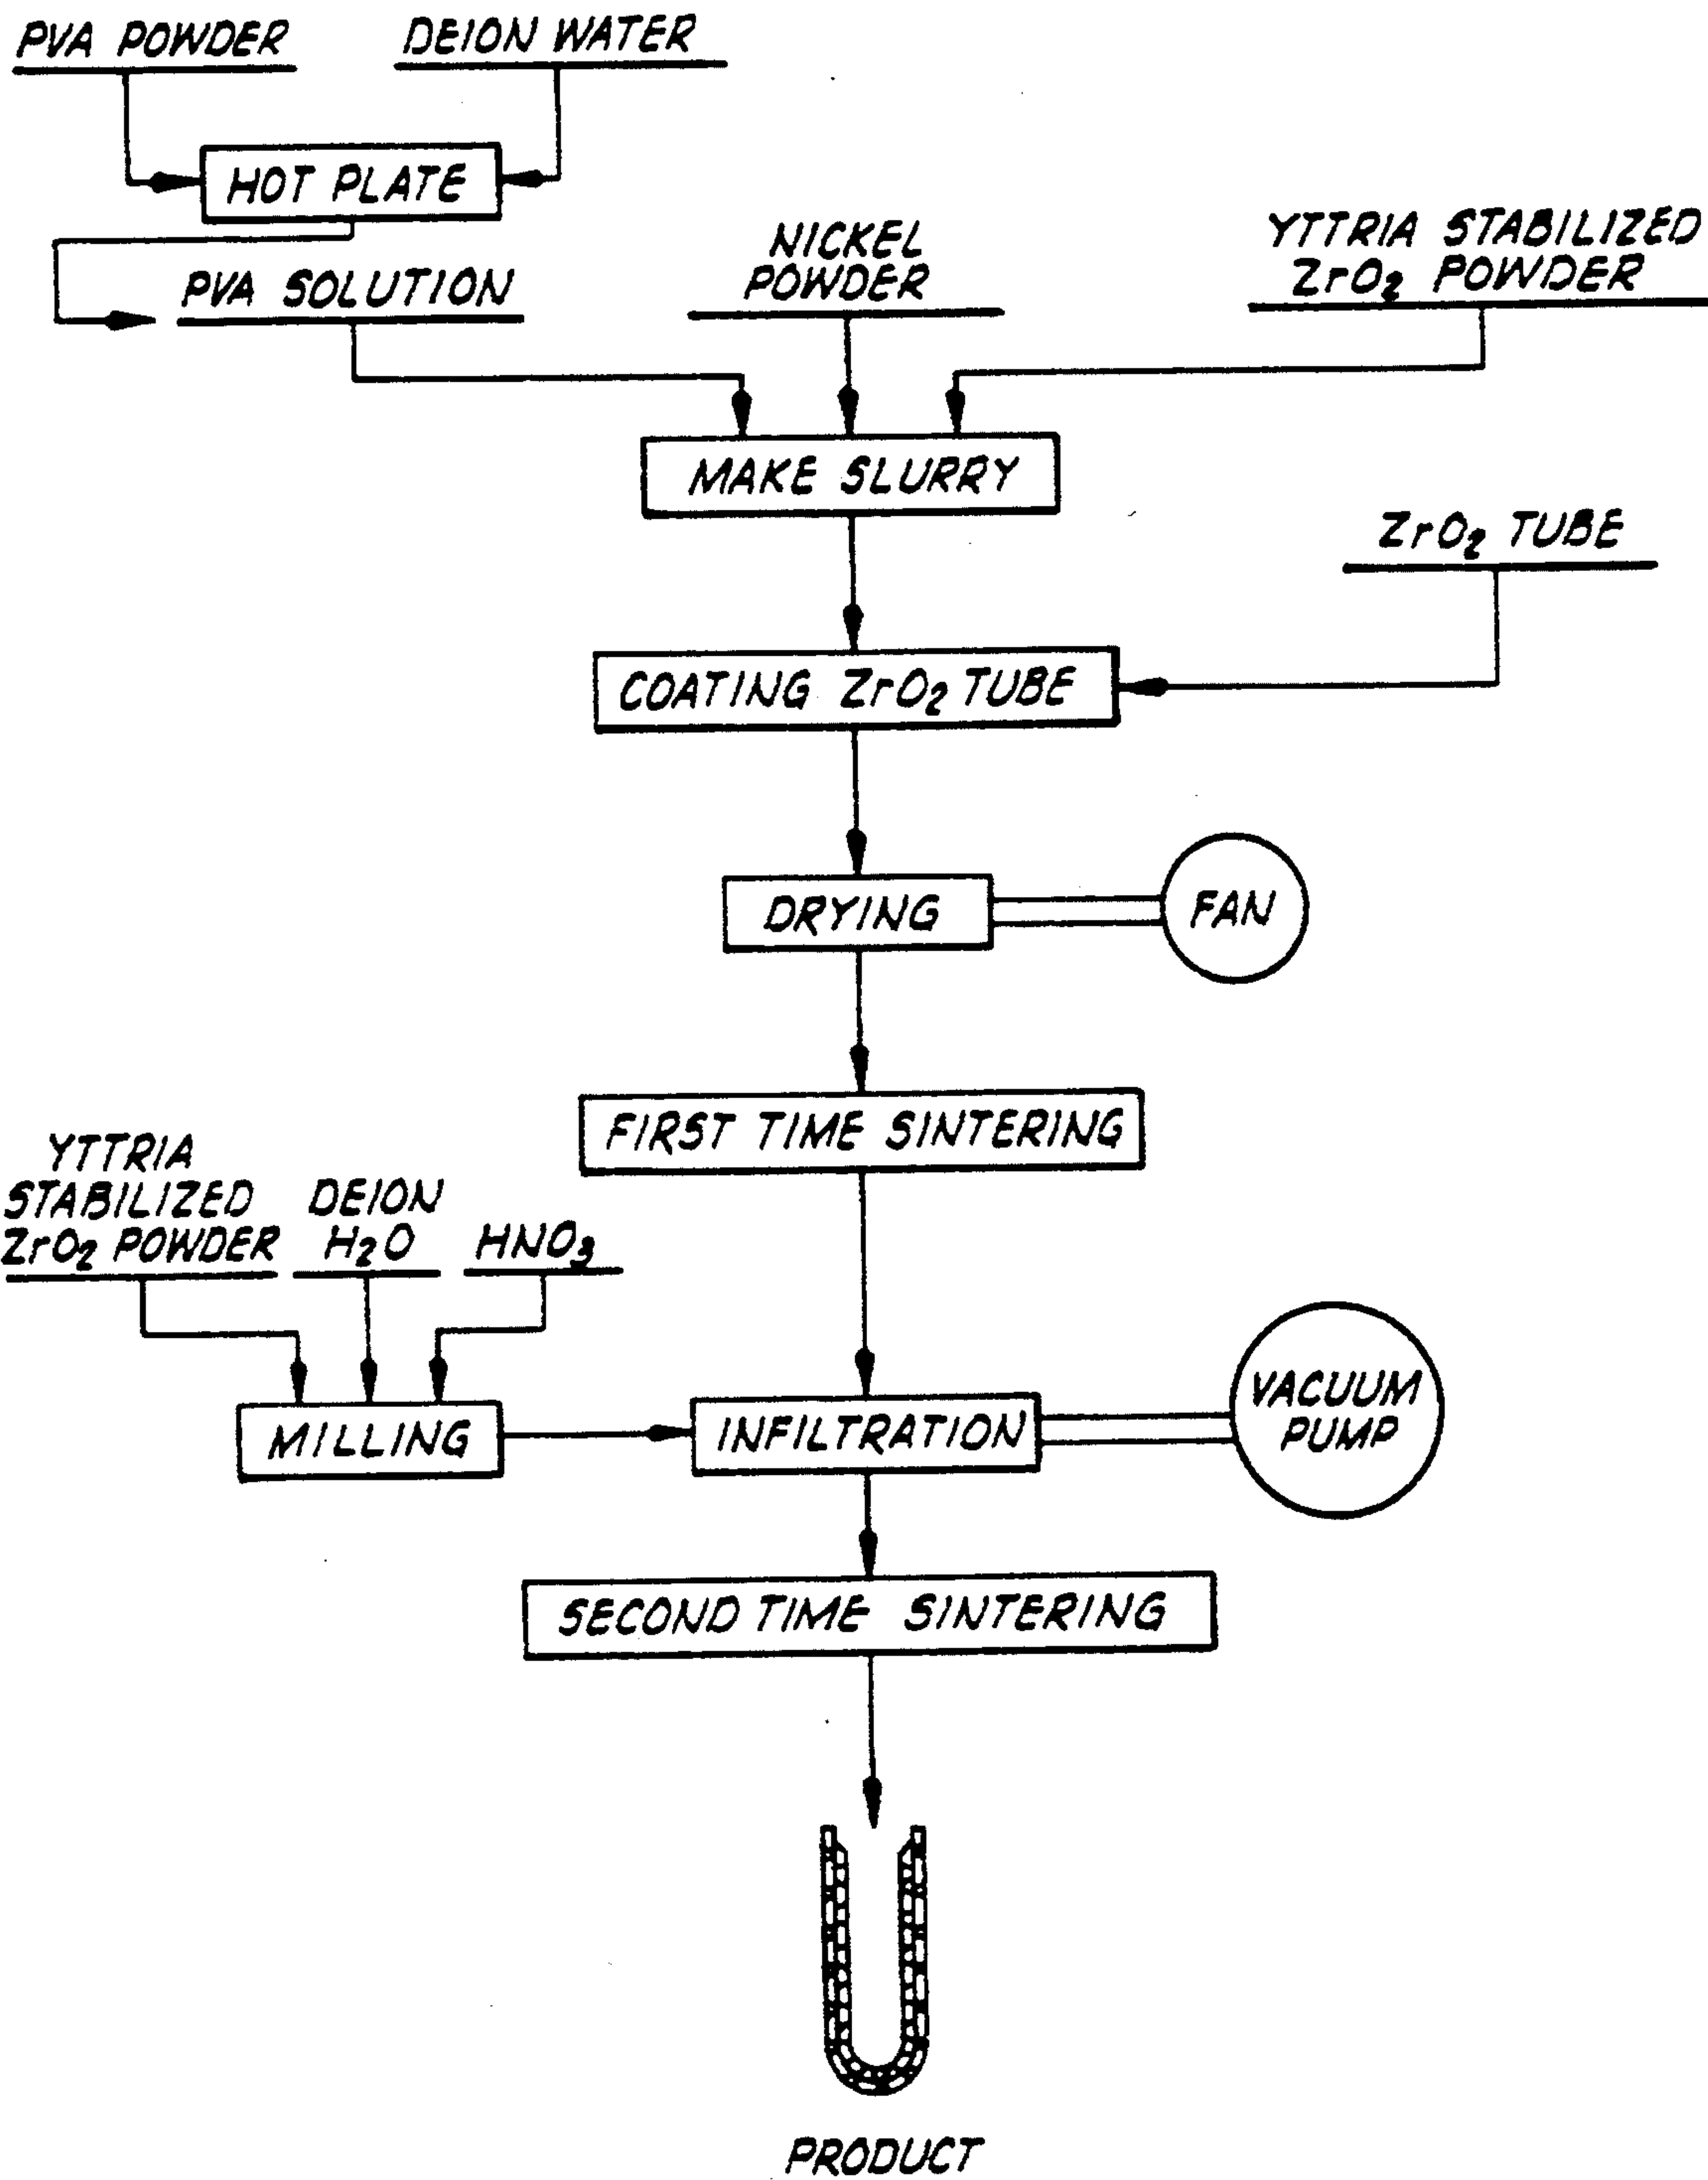 PVA POWDER
DEION WATER
HOT PLATE
PVA SOLUTION
NICKEL
POWDER
YTTRIA STABILIZED
ZrO₂ POWDER
MAKE SLURRY
ZrO₂ TUBE
COATING ZrO₂ TUBE
DRYING
FAN
FIRST TIME SINTERING
YTTRIA
STABILIZED
ZrO₂ POWDER
DEION
H₂O
HNO₃
MILLING
INFILTRATION
VACUUM
PUMP
SECOND TIME SINTERING
PRODUCT